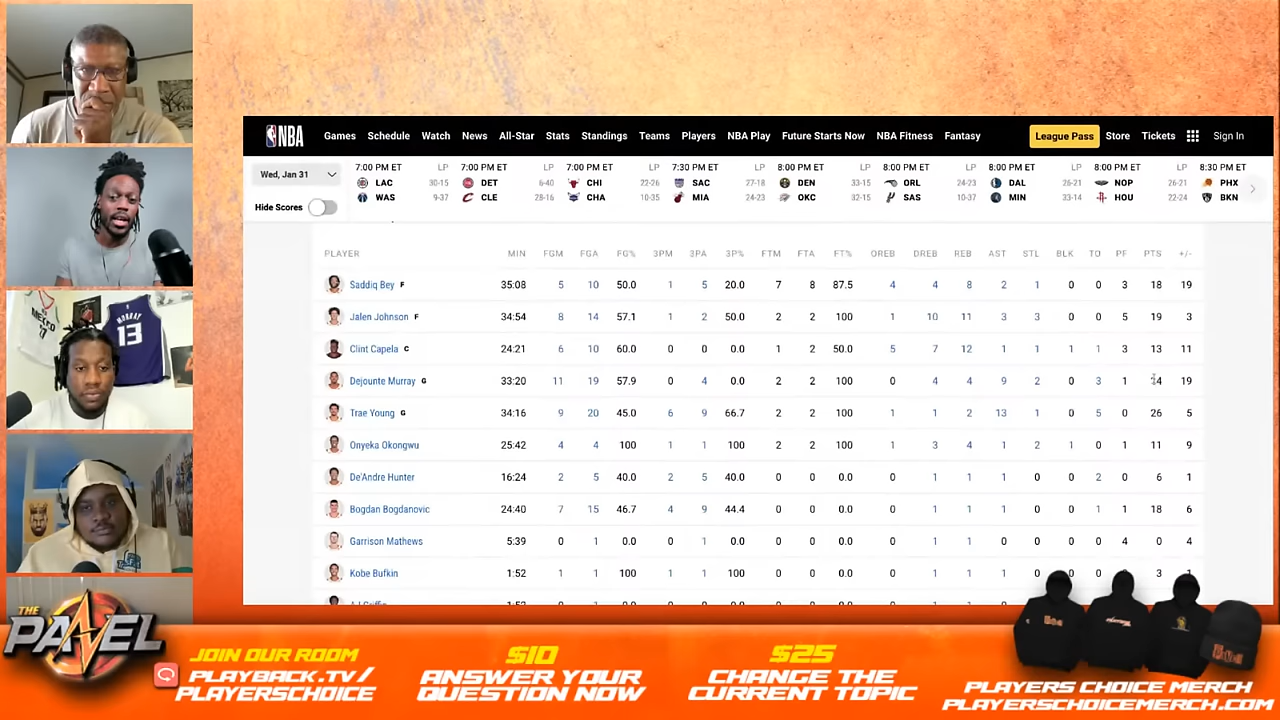 NBA Games Schedule Watch News All-Star Stats Standings Teams Players NBA Play Future Starts Now NBA Fitness Fantasy League Pass Store Tickets Sign In
Wed, Jan 31
Hide Scores
7:00 PM ET LP 7:00 PM ET LP 7:00 PM ET LP 7:30 PM ET LP 8:00 PM ET LP 8:00 PM ET LP 8:00 PM ET LP 8:00 PM ET LP 8:30 PM ET
LAC 30-15 DET 6-40 CHI 22-26 SAC 27-18 DEN 33-15 ORL 24-23 DAL 26-21 NOP 26-21 PHX
WAS 9-37 CLE 28-16 CHA 10-35 MIA 24-23 OKC 32-15 SAS 10-37 MIN 33-14 HOU 22-24 BKN
PLAYER MIN FGM FGA FG% 3PM 3PA 3P% FTM FTA FT% OREB DREB REB AST STL BLK TO PF PTS +/-
Saddiq Bey F 35:08 5 10 50.0 1 5 20.0 7 8 87.5 4 4 8 2 1 0 0 3 18 19
Jalen Johnson F 34:54 8 14 57.1 1 2 50.0 2 2 100 1 10 11 3 3 0 0 5 19 3
Clint Capela C 24:21 6 10 60.0 0 0 0.0 1 2 50.0 5 7 12 1 1 1 1 3 13 11
Dejounte Murray G 33:20 11 19 57.9 0 4 0.0 2 2 100 0 4 4 9 2 0 3 1 19
Trae Young G 34:16 9 20 45.0 6 9 66.7 2 2 100 1 1 2 13 1 0 5 0 26 5
Onyeka Okongwu 25:42 4 4 100 1 1 100 2 2 100 1 3 4 1 2 1 0 1 11 9
De'Andre Hunter 16:24 2 5 40.0 2 5 40.0 0 0 0.0 0 1 1 1 0 0 2 0 6 1
Bogdan Bogdanovic 24:40 7 15 46.7 4 9 44.4 0 0 0.0 0 1 1 1 0 0 1 1 18 6
Garrison Mathews 5:39 0 1 0.0 0 1 0.0 0 0 0.0 0 1 1 0 0 0 0 4 0 4
Kobe Bufkin 1:52 1 1 100 1 1 100 0 0 0.0 0 1 1 1 0 0 0 3
MEXICO
MURRAY
13
THE
PANEL
JOIN OUR ROOM
PLAYBACK.TV/
PLAYERSCHOICE
$10
ANSWER YOUR
QUESTION NOW
$25
CHANGE THE
CURRENT TOPIC
PLAYERS CHOICE MERCH
PLAYERSCHOICEMERCH.COM